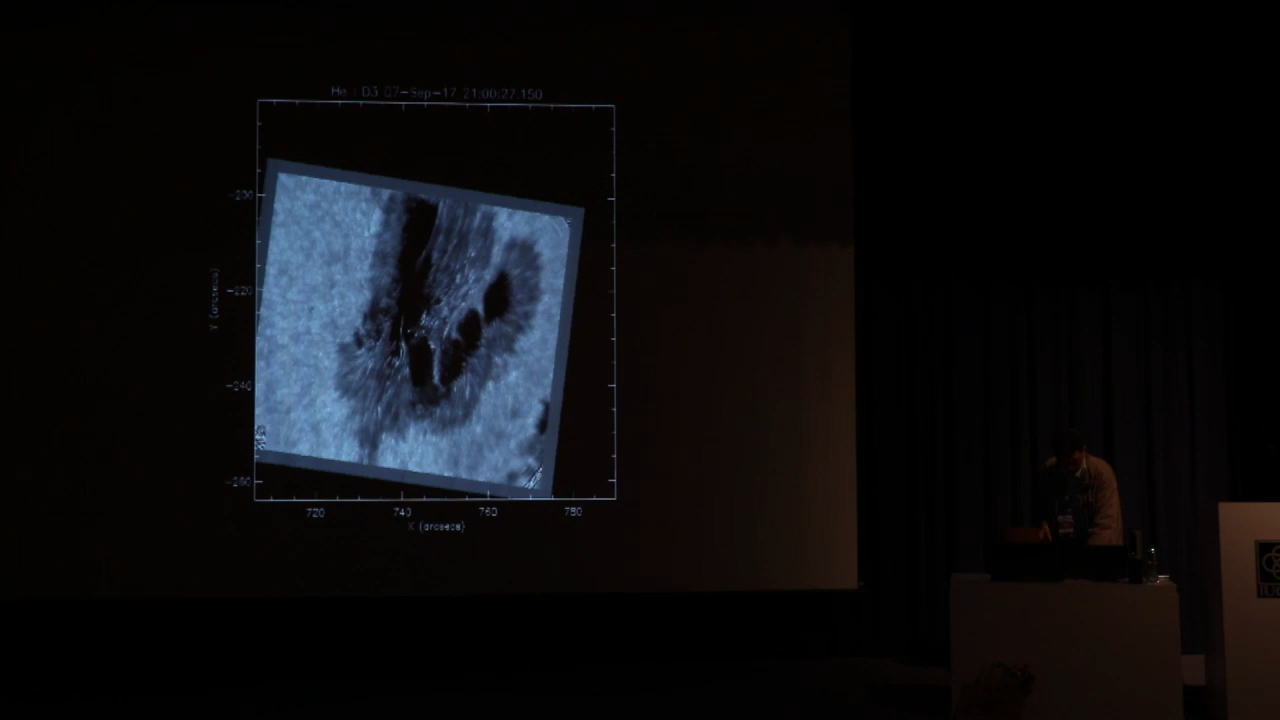 He I D3 07-Sep-17 21:00:27.150
-200
-220
Y (arcsecs)
-240
-260
720 740 760 780
X (arcsecs)